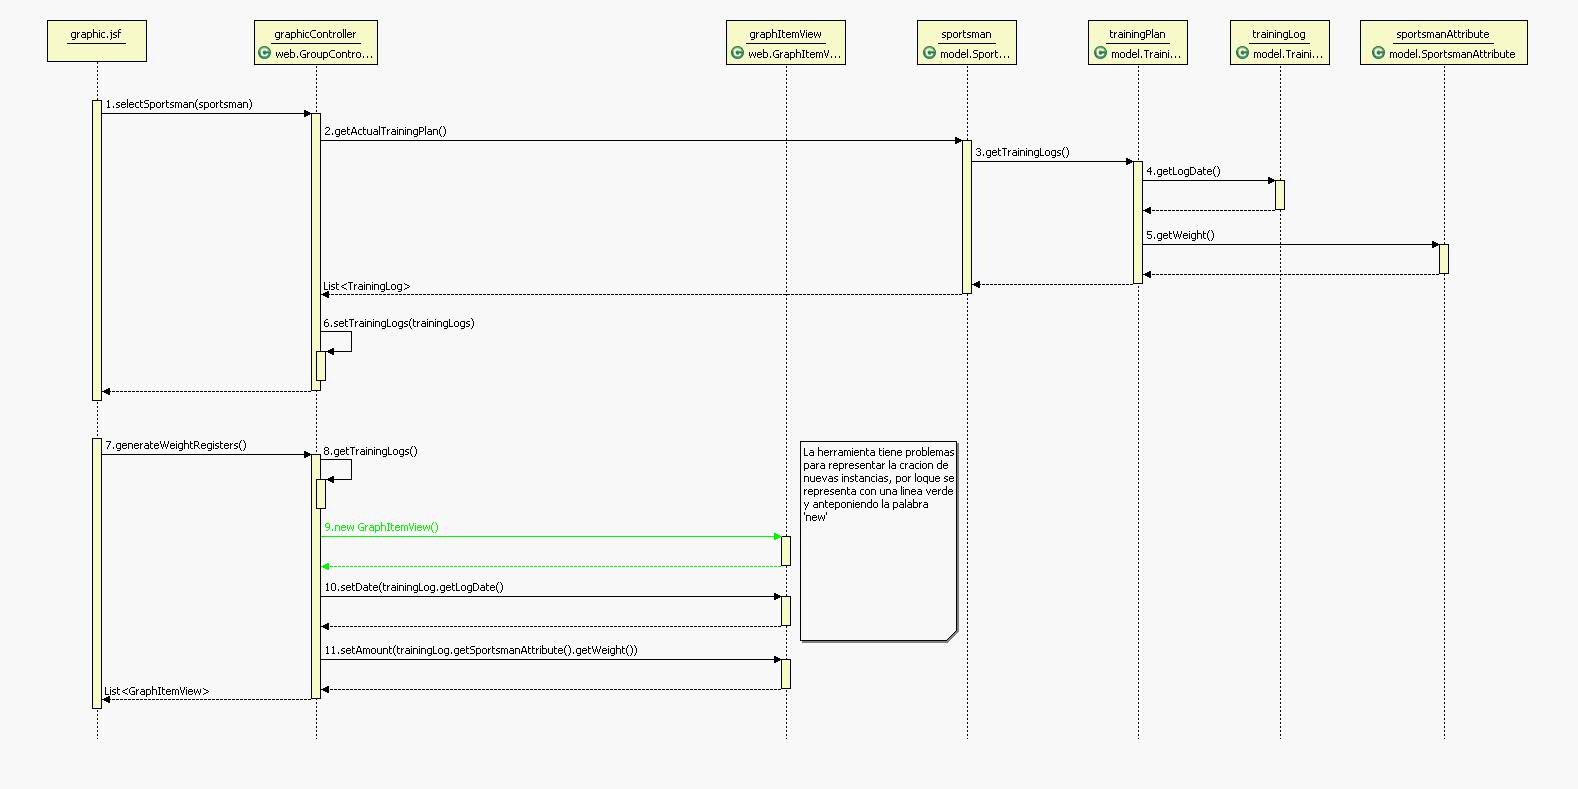 graphic.jsf
graphicController
web.GroupContro...
graphItemView
web.GraphItemV...
sportsman
model.Sport...
trainingPlan
model.Traini...
trainingLog
model.Traini...
sportsmanAttribute
model.SportsmanAttribute
1.selectSportsman(sportsman)
2.getActualTrainingPlan()
3.getTrainingLogs()
4.getLogDate()
5.getWeight()
List<TrainingLog>
6.setTrainingLogs(trainingLogs)
7.generateWeightRegisters()
8.getTrainingLogs()
La herramienta tiene problemas
para representar la cracion de
nuevas instancias, por loque se
representa con una linea verde
y anteponiendo la palabra
'new'
9.new GraphItemView()
10.setDate(trainingLog.getLogDate()
11.setAmount(trainingLog.getSportsmanAttribute().getWeight())
List<GraphItemView>